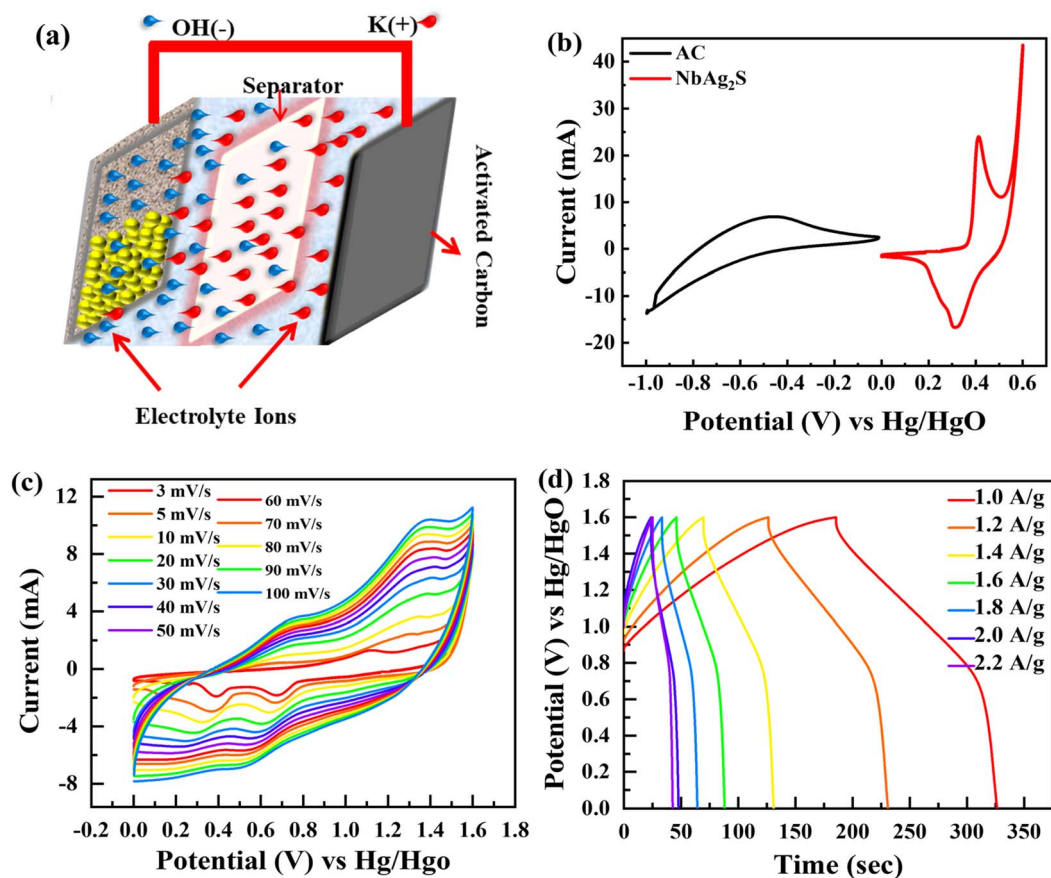 (a)
OH(-)
K(+)
Separator
Activated Carbon
Electrolyte Ions
(b)
AC
NbAg₂S
Current (mA)
40
30
20
10
0
-10
-20
-1.0
-0.6
-0.4
0.0
0.2
0.4
0.6
Potential (V) vs Hg/HgO
(c)
3 mV/s
5 mV/s
10 mV/s
20 mV/s
30 mV/s
40 mV/s
50 mV/s
60 mV/s
70 mV/s
80 mV/s
90 mV/s
100 mV/s
Current (mA)
12
8
4
0
-4
-8
-0.2 0.0 0.2 0.4 0.6 0.8 1.0 1.2 1.4 1.6 1.8
Potential (V) vs Hg/Hgo
(d)
1.0 A/g
1.2 A/g
1.4 A/g
1.6 A/g
1.8 A/g
2.0 A/g
2.2 A/g
Potential (V) vs Hg/HgO
1.6
1.4
1.2
1.0
0.8
0.6
0.4
0.2
0.0
0 50 100 150 200 250 300 350
Time (sec)